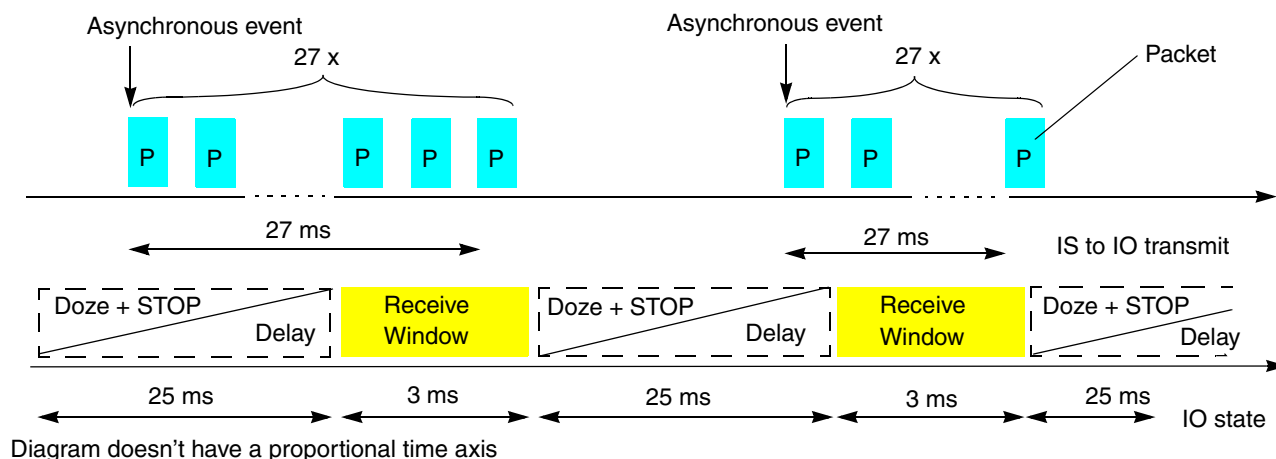 Asynchronous event
Asynchronous event
27 x
27 x
Packet
P P P P P P P P
27 ms
27 ms
IS to IO transmit
Doze + STOP
Delay
Receive
Window
Doze + STOP
Delay
Receive
Window
Doze + STOP
Delay
25 ms
3 ms
25 ms
3 ms
25 ms
IO state
Diagram doesn't have a proportional time axis